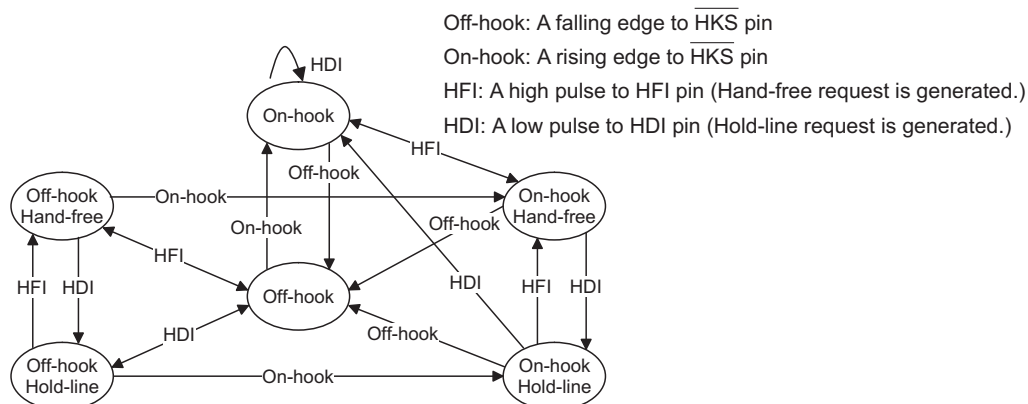 Off-hook: A falling edge to HKS pin
On-hook: A rising edge to HKS pin
HFI: A high pulse to HFI pin (Hand-free request is generated.)
HDI: A low pulse to HDI pin (Hold-line request is generated.)
HDI
On-hook
HFI
Off-hook
Off-hook
Hand-free
On-hook
On-hook
Hand-free
On-hook
Off-hook
HFI
HFI
HDI
Off-hook
HDI
HFI
HDI
HDI
Off-hook
Off-hook
Hold-line
On-hook
On-hook
Hold-line